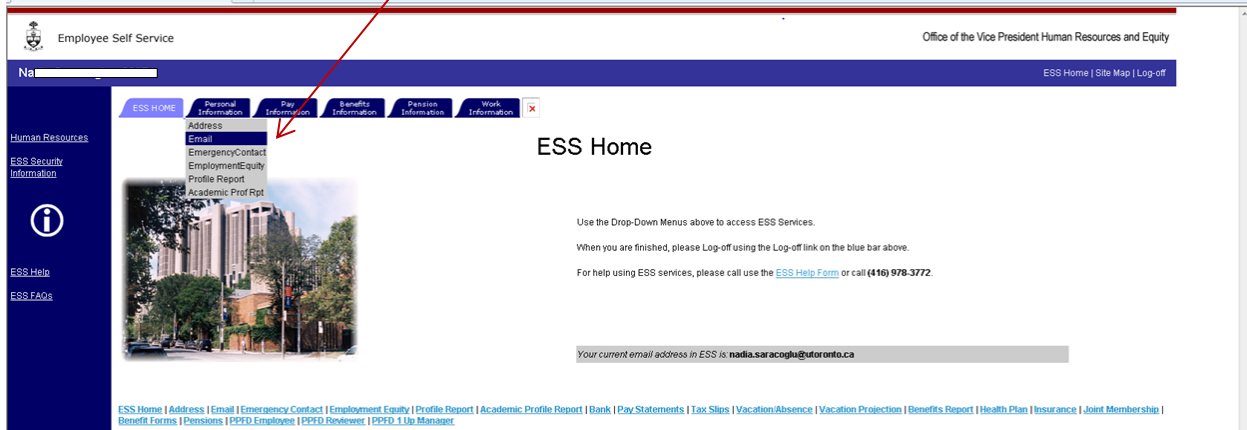 Employee Self Service
Office of the Vice President Human Resources and Equity
Na
ESS Home | Site Map | Log-off
ESS HOME
Personal
Information
Pay
Information
Benefits
Information
Pension
Information
Work
Information
Address
Email
EmergencyContact
EmploymentEquity
Profile Report
Academic Prof Rpt
Human Resources
ESS Security
Information
ESS Help
ESS FAQs
ESS Home
Use the Drop-Down Menus above to access ESS Services.
When you are finished, please Log-off using the Log-off link on the blue bar above.
For help using ESS services, please call use the ESS Help Form or call (416) 978-3772.
Your current email address in ESS is: nadia.saracoglu@utoronto.ca
ESS Home | Address | Email | Emergency Contact | Employment Equity | Profile Report | Academic Profile Report | Bank | Pay Statements | Tax Slips | Vacation/Absence | Vacation Projection | Benefits Report | Health Plan | Insurance | Joint Membership |
Benefit Forms | Pensions | PPFD Employee | PPFD Reviewer | PPFD 1 Up Manager